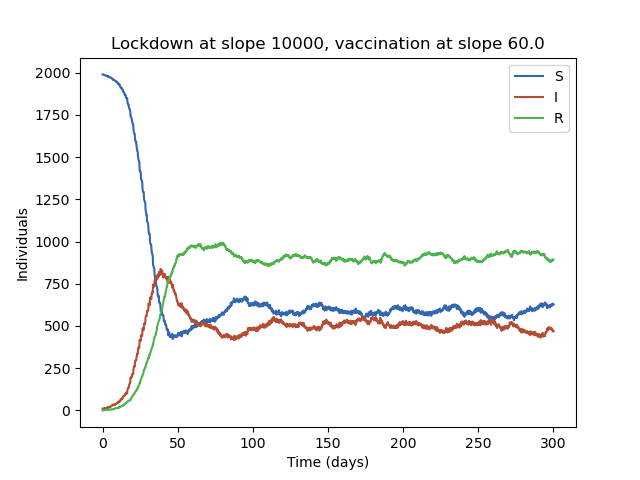 Lockdown at slope 10000, vaccination at slope 60.0
S
I
R
2000
1750
1500
1250
1000
750
500
250
0
Individuals
0 50 100 150 200 250 300
Time (days)